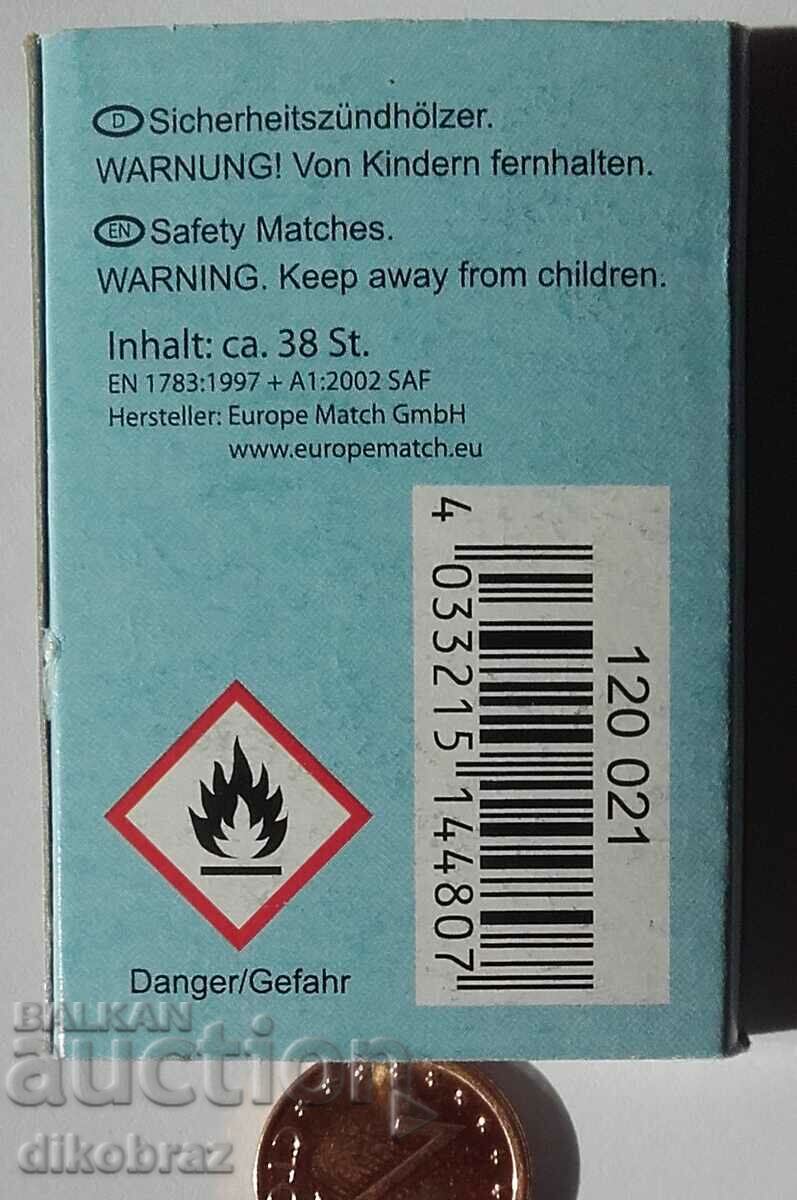 D Sicherheitszündhölzer.
WARNUNG! Von Kindern fernhalten.
EN Safety Matches.
WARNING. Keep away from children.
Inhalt: ca. 38 St.
EN 1783:1997 + A1:2002 SAF
Hersteller: Europe Match GmbH
www.europematch.eu
4 033215 144807
120 021
Danger/Gefahr
BALKAN
auction
dikobraz